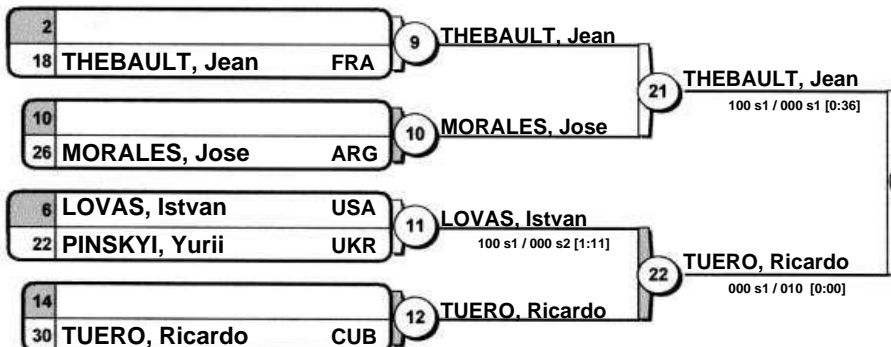 2
18 THEBAULT, Jean FRA
9 THEBAULT, Jean
21 THEBAULT, Jean
100 s1 / 000 s1 [0:36]
10
26 MORALES, Jose ARG
10 MORALES, Jose
6 LOVAS, Istvan USA
22 PINSKYI, Yurii UKR
11 LOVAS, Istvan
100 s1 / 000 s2 [1:11]
22 TUERO, Ricardo
000 s1 / 010 [0:00]
14
30 TUERO, Ricardo CUB
12 TUERO, Ricardo